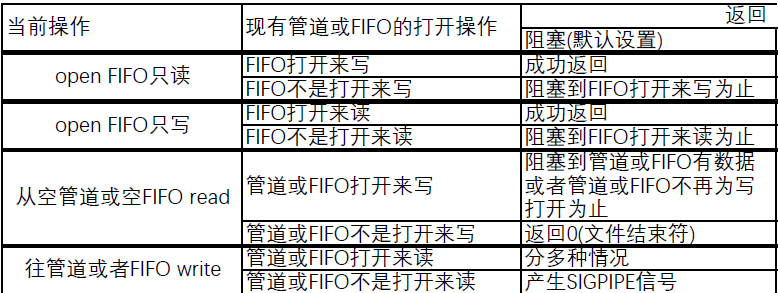 当前操作
现有管道或FIFO的打开操作
返回
阻塞(默认设置)
open FIFO只读
FIFO打开来写
成功返回
FIFO不是打开来写
阻塞到FIFO打开来写为止
open FIFO只写
FIFO打开来读
成功返回
FIFO不是打开来读
阻塞到FIFO打开来读为止
从空管道或空FIFO read
管道或FIFO打开来写
阻塞到管道或FIFO有数据
或者管道或FIFO不再为写
打开为止
管道或FIFO不是打开来写
返回0(文件结束符)
往管道或者FIFO write
管道或FIFO打开来读
分多种情况
管道或FIFO不是打开来读
产生SIGPIPE信号